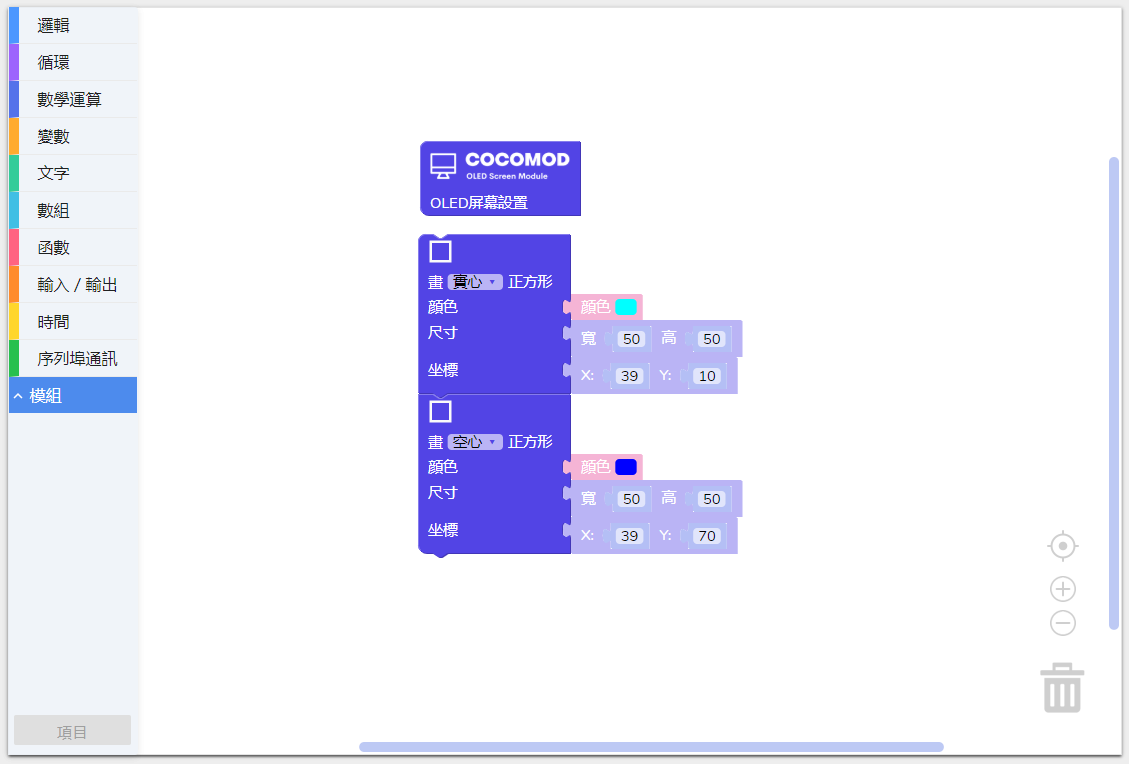 邏輯
循環
數學運算
變數
文字
數組
函數
輸入 / 輸出
時間
序列埠通訊
模組
項目
COCOMOD
OLED Screen Module
OLED屏幕設置
畫 實心 正方形
顏色 顏色
尺寸 寬 50 高 50
坐標 X: 39 Y: 10
畫 空心 正方形
顏色 顏色
尺寸 寬 50 高 50
坐標 X: 39 Y: 70